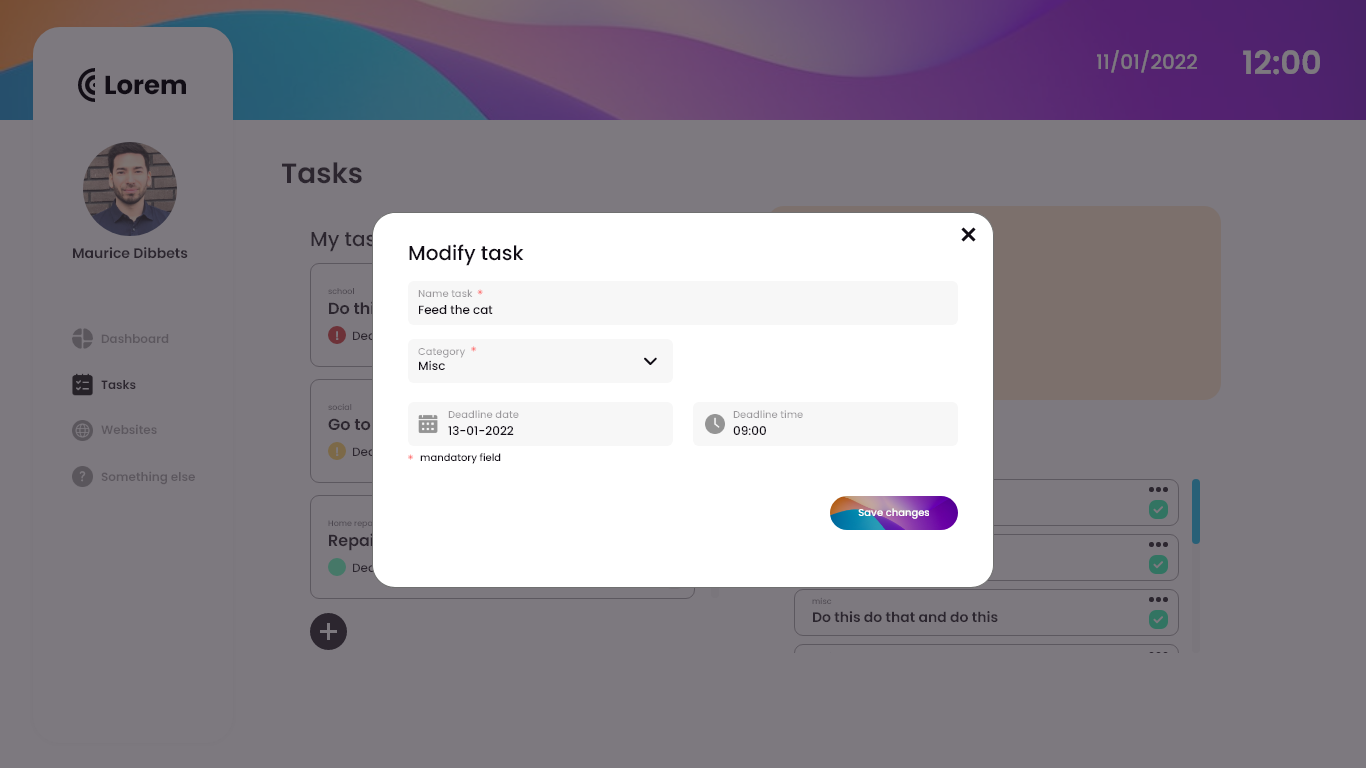 Lorem
11/01/2022
12:00
Maurice Dibbets
Dashboard
Tasks
Websites
Something else
Tasks
My tas
school
Do thi
Dea
social
Go to
Dea
Home repa
Repai
Dea
Modify task
Name task *
Feed the cat
Category *
Misc
Deadline date
13-01-2022
Deadline time
09:00
* mandatory field
Save changes
misc
Do this do that and do this